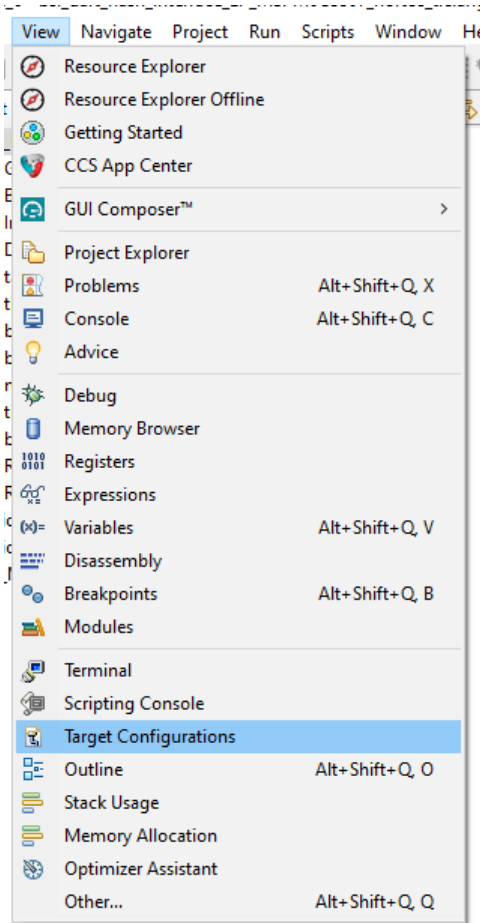 View Navigate Project Run Scripts Window
Resource Explorer
Resource Explorer Offline
Getting Started
CCS App Center
GUI Composer™ >
Project Explorer
Problems Alt+Shift+Q, X
Console Alt+Shift+Q, C
Advice
Debug
Memory Browser
1010
0101 Registers
Expressions
(x)= Variables Alt+Shift+Q, V
Disassembly
Breakpoints Alt+Shift+Q, B
Modules
Terminal
Scripting Console
Target Configurations
Outline Alt+Shift+Q, O
Stack Usage
Memory Allocation
Optimizer Assistant
Other... Alt+Shift+Q, Q